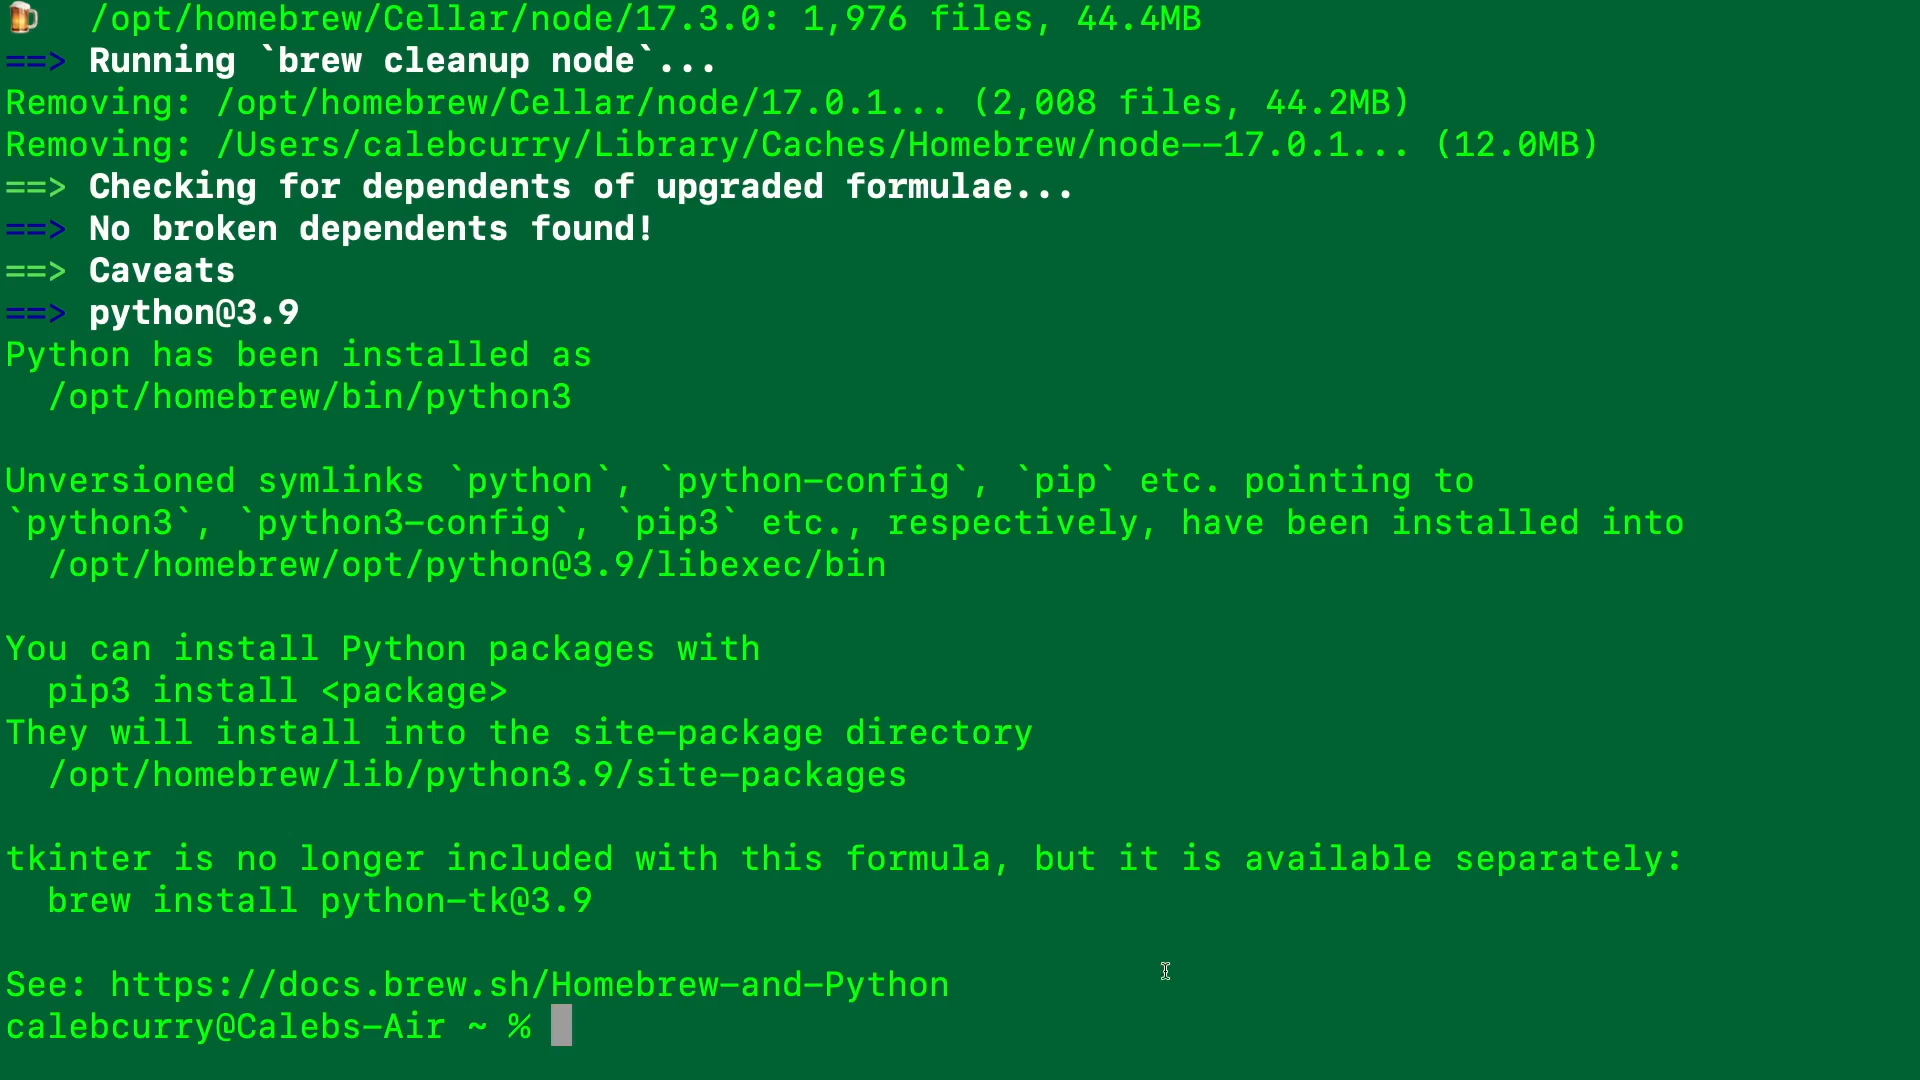 🍺  /opt/homebrew/Cellar/node/17.3.0: 1,976 files, 44.4MB
==> Running `brew cleanup node`...
Removing: /opt/homebrew/Cellar/node/17.0.1... (2,008 files, 44.2MB)
Removing: /Users/calebcurry/Library/Caches/Homebrew/node--17.0.1... (12.0MB)
==> Checking for dependents of upgraded formulae...
==> No broken dependents found!
==> Caveats
==> python@3.9
Python has been installed as
  /opt/homebrew/bin/python3

Unversioned symlinks `python`, `python-config`, `pip` etc. pointing to
`python3`, `python3-config`, `pip3` etc., respectively, have been installed into
  /opt/homebrew/opt/python@3.9/libexec/bin

You can install Python packages with
  pip3 install <package>
They will install into the site-package directory
  /opt/homebrew/lib/python3.9/site-packages

tkinter is no longer included with this formula, but it is available separately:
  brew install python-tk@3.9

See: https://docs.brew.sh/Homebrew-and-Python
calebcurry@Calebs-Air ~ %